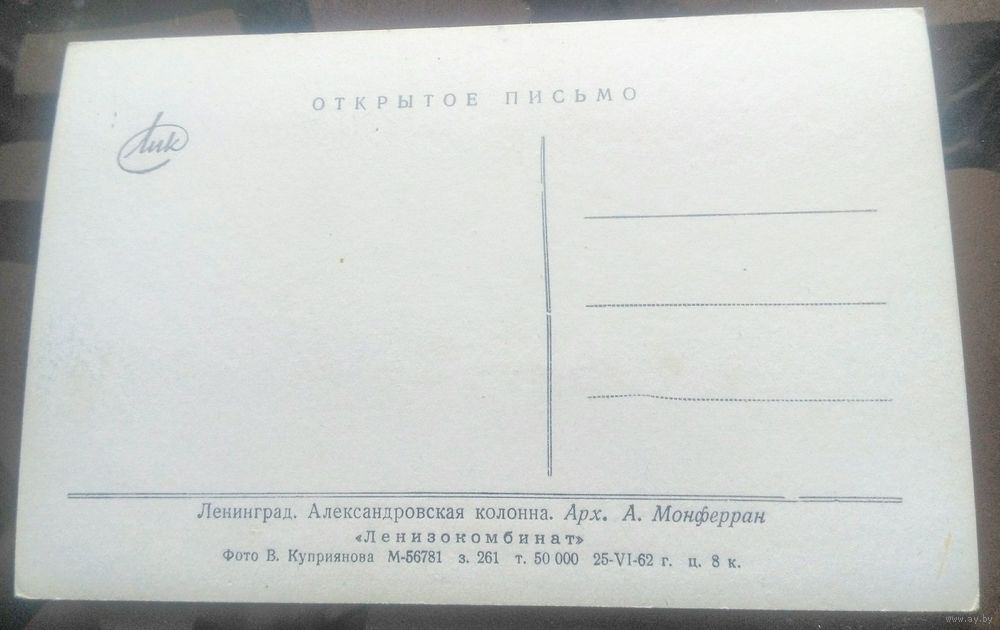 ОТКРЫТОЕ ПИСЬМО
Лик
Ленинград. Александровская колонна. Арх. А. Монферран
«Ленизокомбинат»
Фото В. Куприянова М-56781 з. 261 т. 50 000 25-VI-62 г. ц. 8 к.
www.ay.by